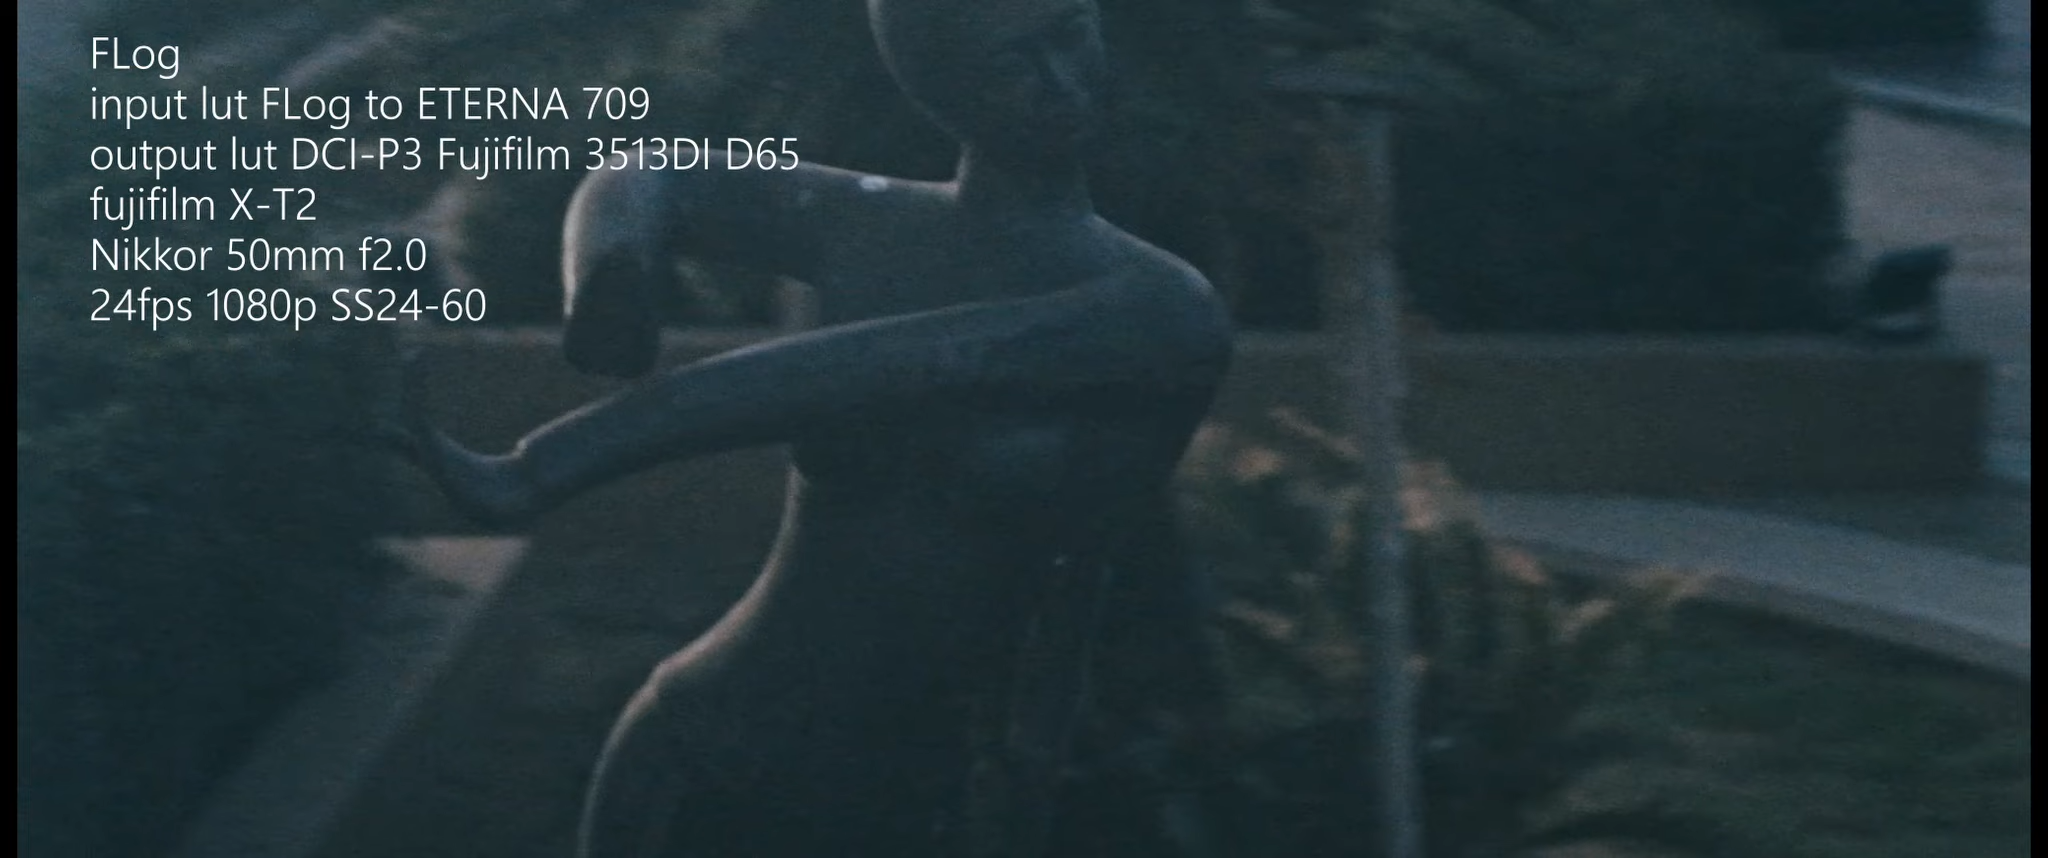 FLog
input lut FLog to ETERNA 709
output lut DCI-P3 Fujifilm 3513DI D65
fujifilm X-T2
Nikkor 50mm f2.0
24fps 1080p SS24-60